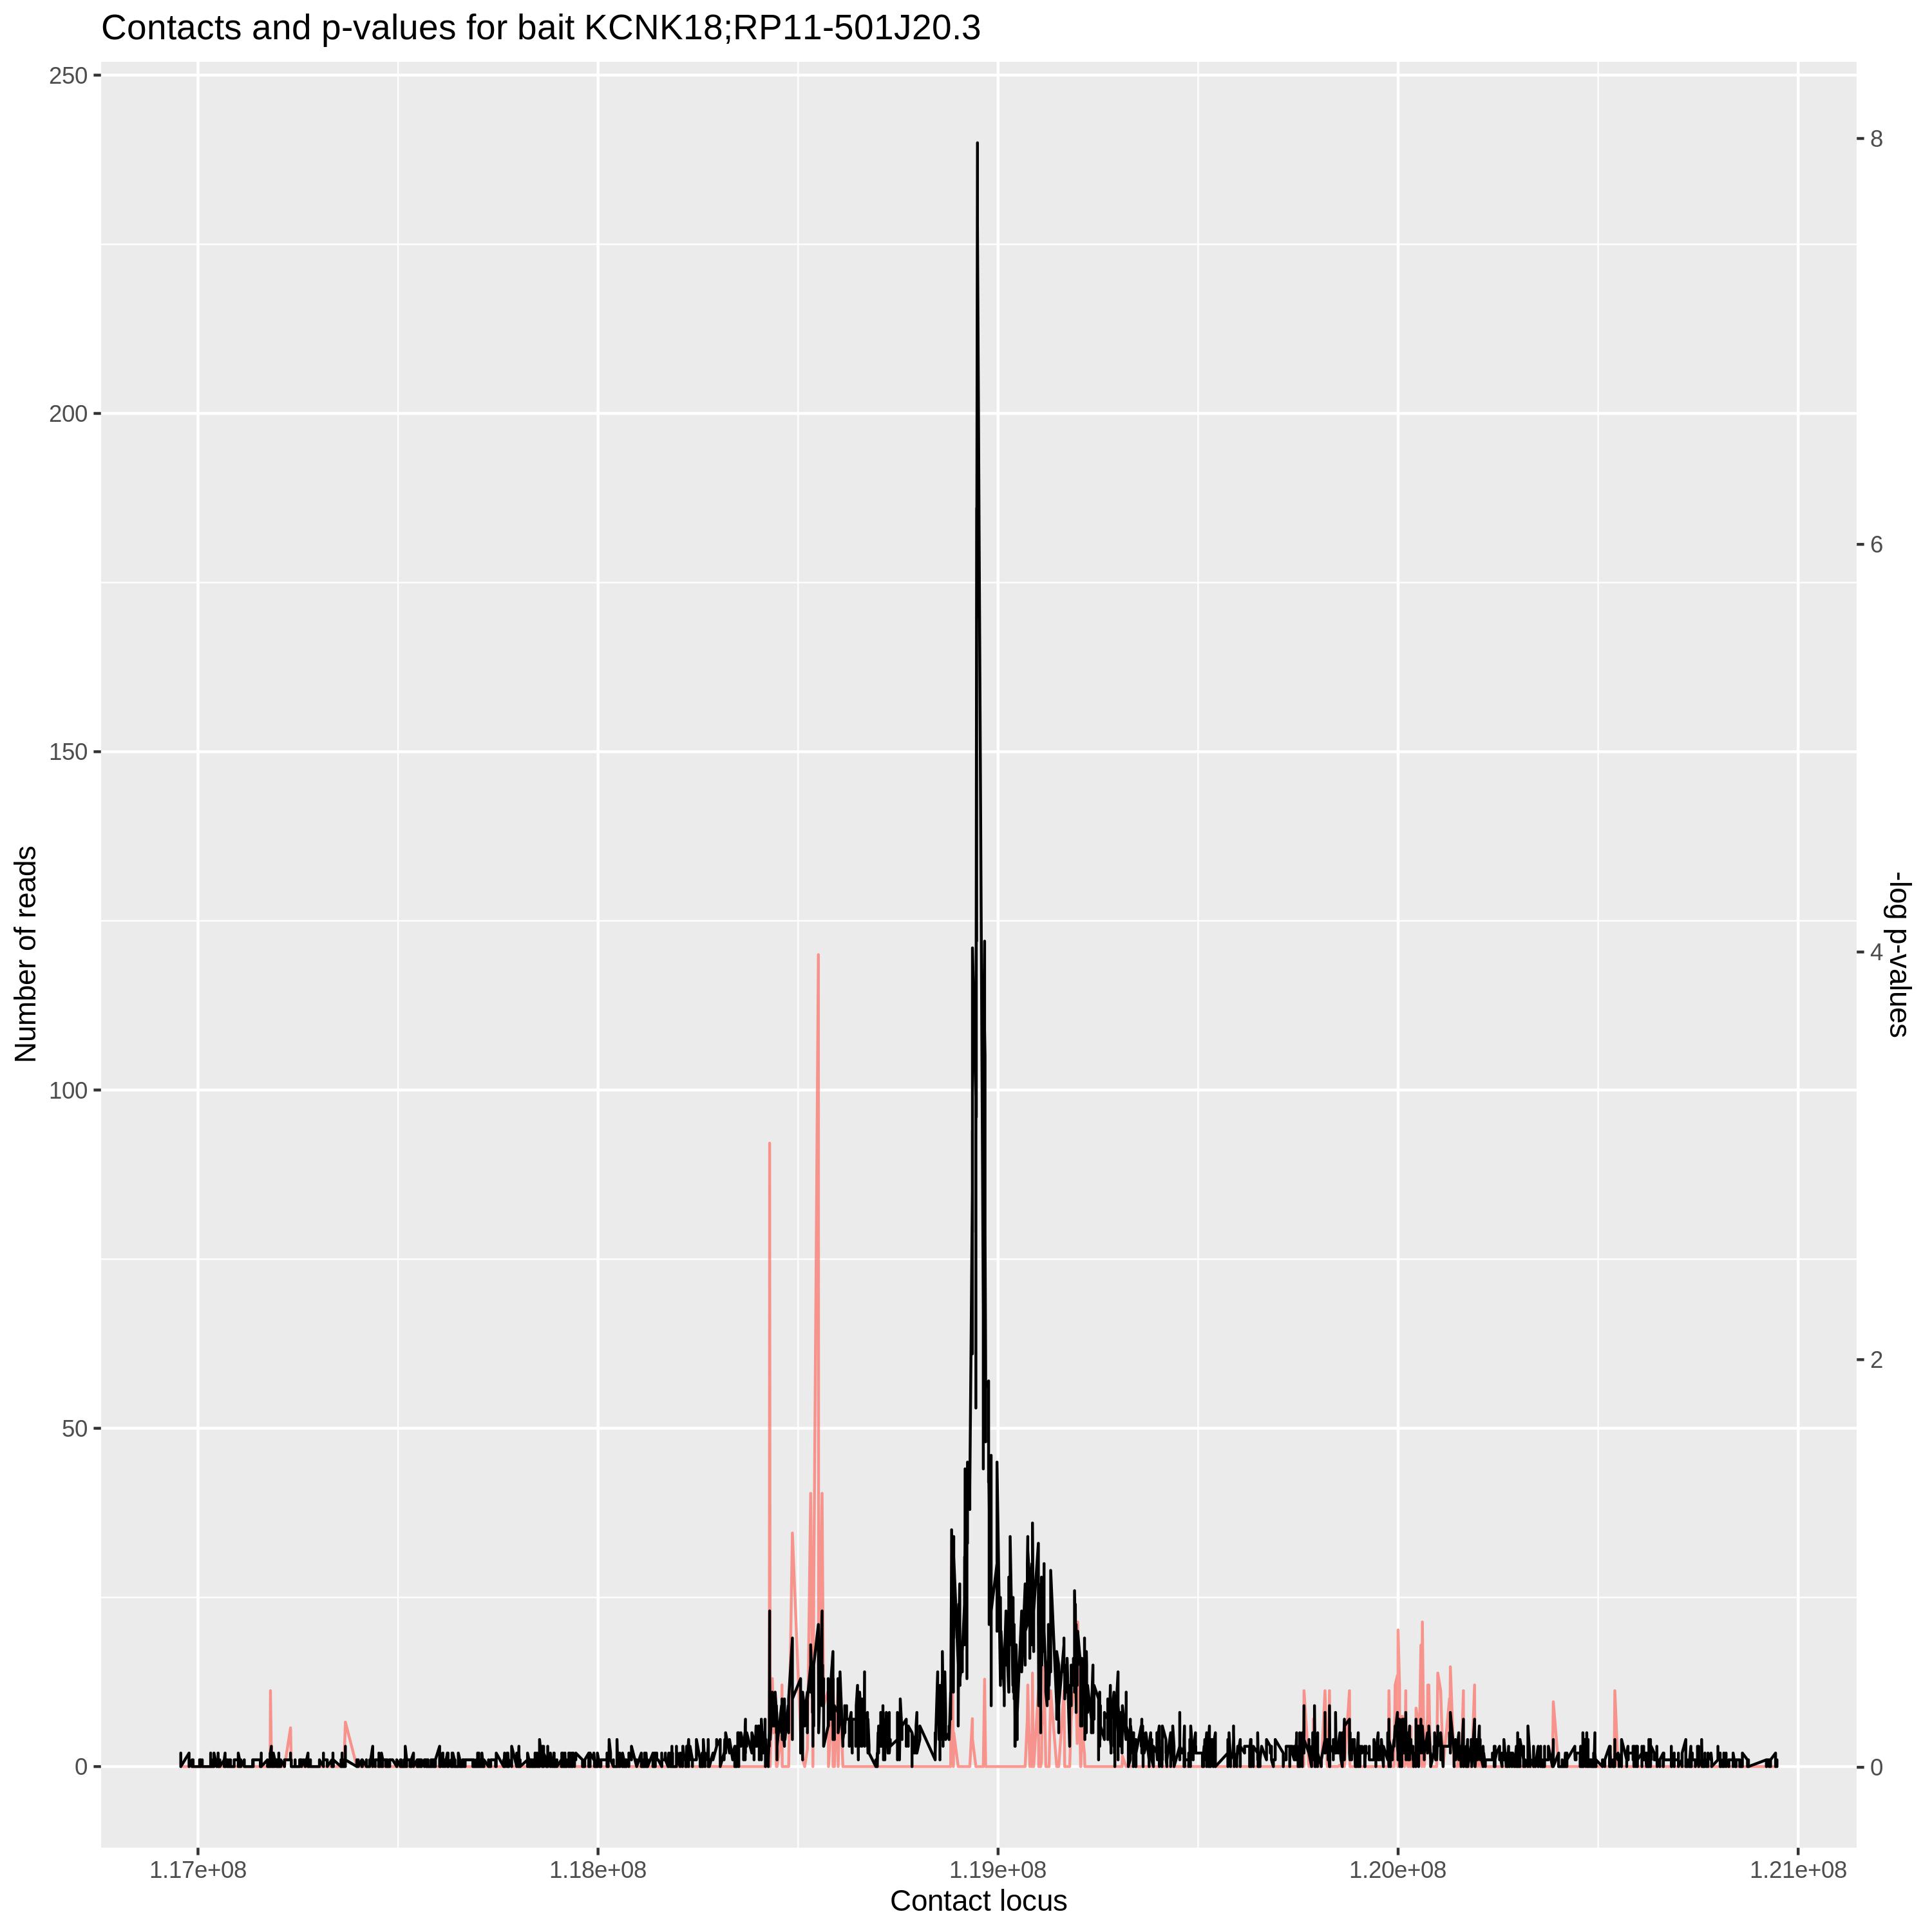 Contacts and p-values for bait KCNK18;RP11-501J20.3
250
200
150
100
50
0
Number of reads
8
6
4
2
0
-log p-values
1.17e+08
1.18e+08
1.19e+08
1.20e+08
1.21e+08
Contact locus